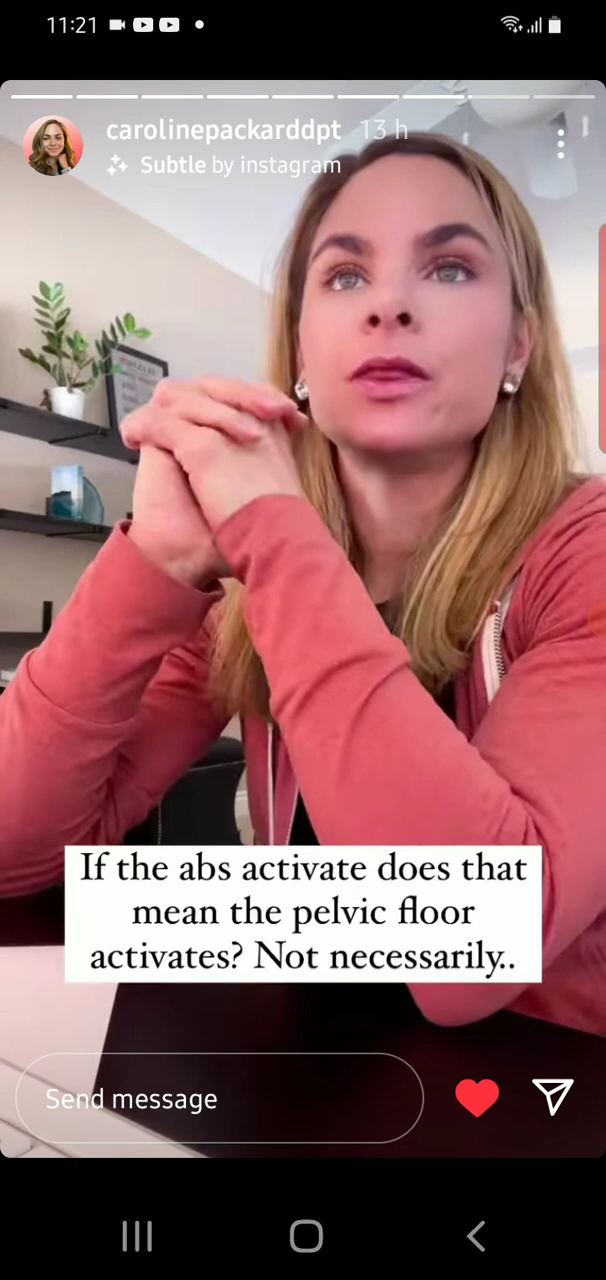 11:21
carolinepackarddpt 13 h
Subtle by instagram
If the abs activate does that
mean the pelvic floor
activates? Not necessarily..
Send message